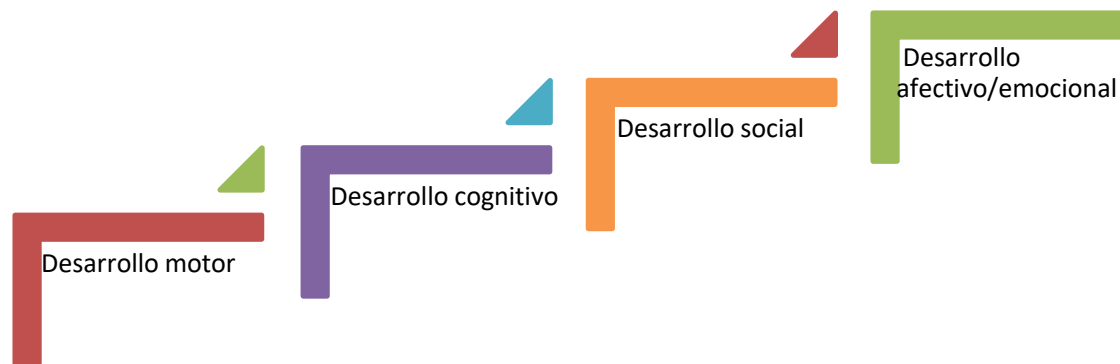 Desarrollo motor
Desarrollo cognitivo
Desarrollo social
Desarrollo
afectivo/emocional